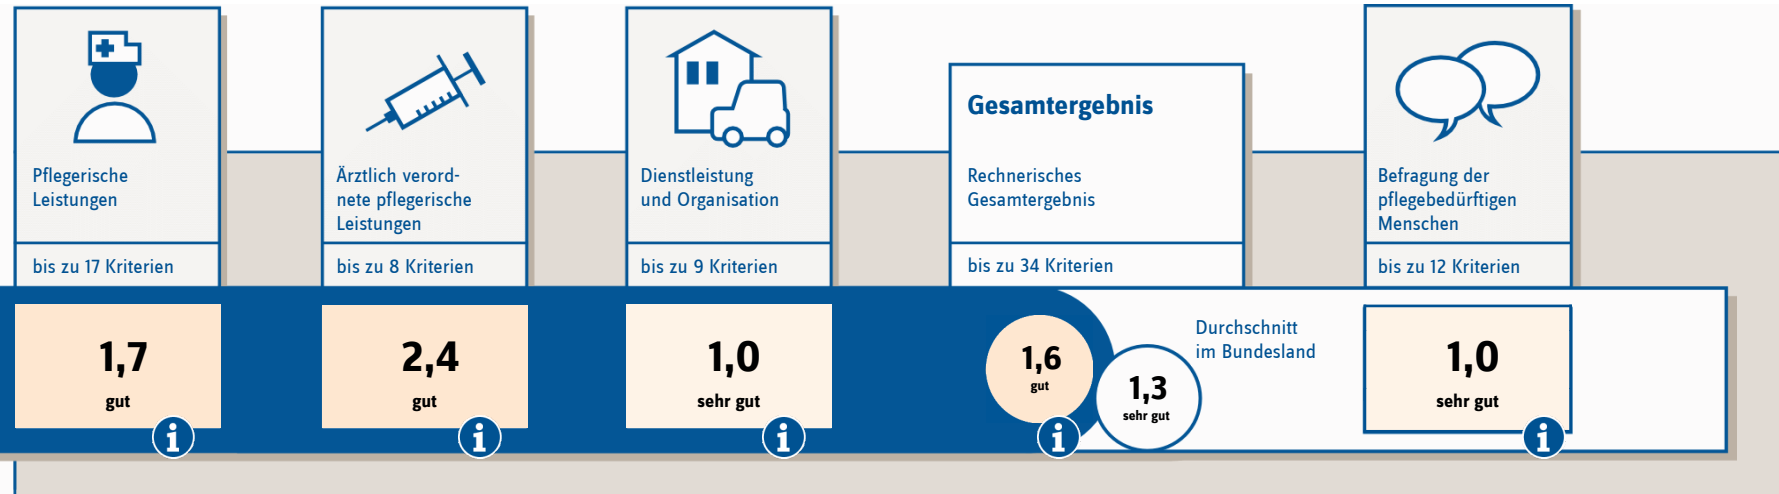 Pflegerische
Leistungen
bis zu 17 Kriterien
1,7
gut
i
Ärztlich verord-
nete pflegerische
Leistungen
bis zu 8 Kriterien
2,4
gut
i
Dienstleistung
und Organisation
bis zu 9 Kriterien
1,0
sehr gut
i
Gesamtergebnis
Rechnerisches
Gesamtergebnis
bis zu 34 Kriterien
1,6
gut
i
1,3
sehr gut
Durchschnitt
im Bundesland
Befragung der
pflegebedürftigen
Menschen
bis zu 12 Kriterien
1,0
sehr gut
i